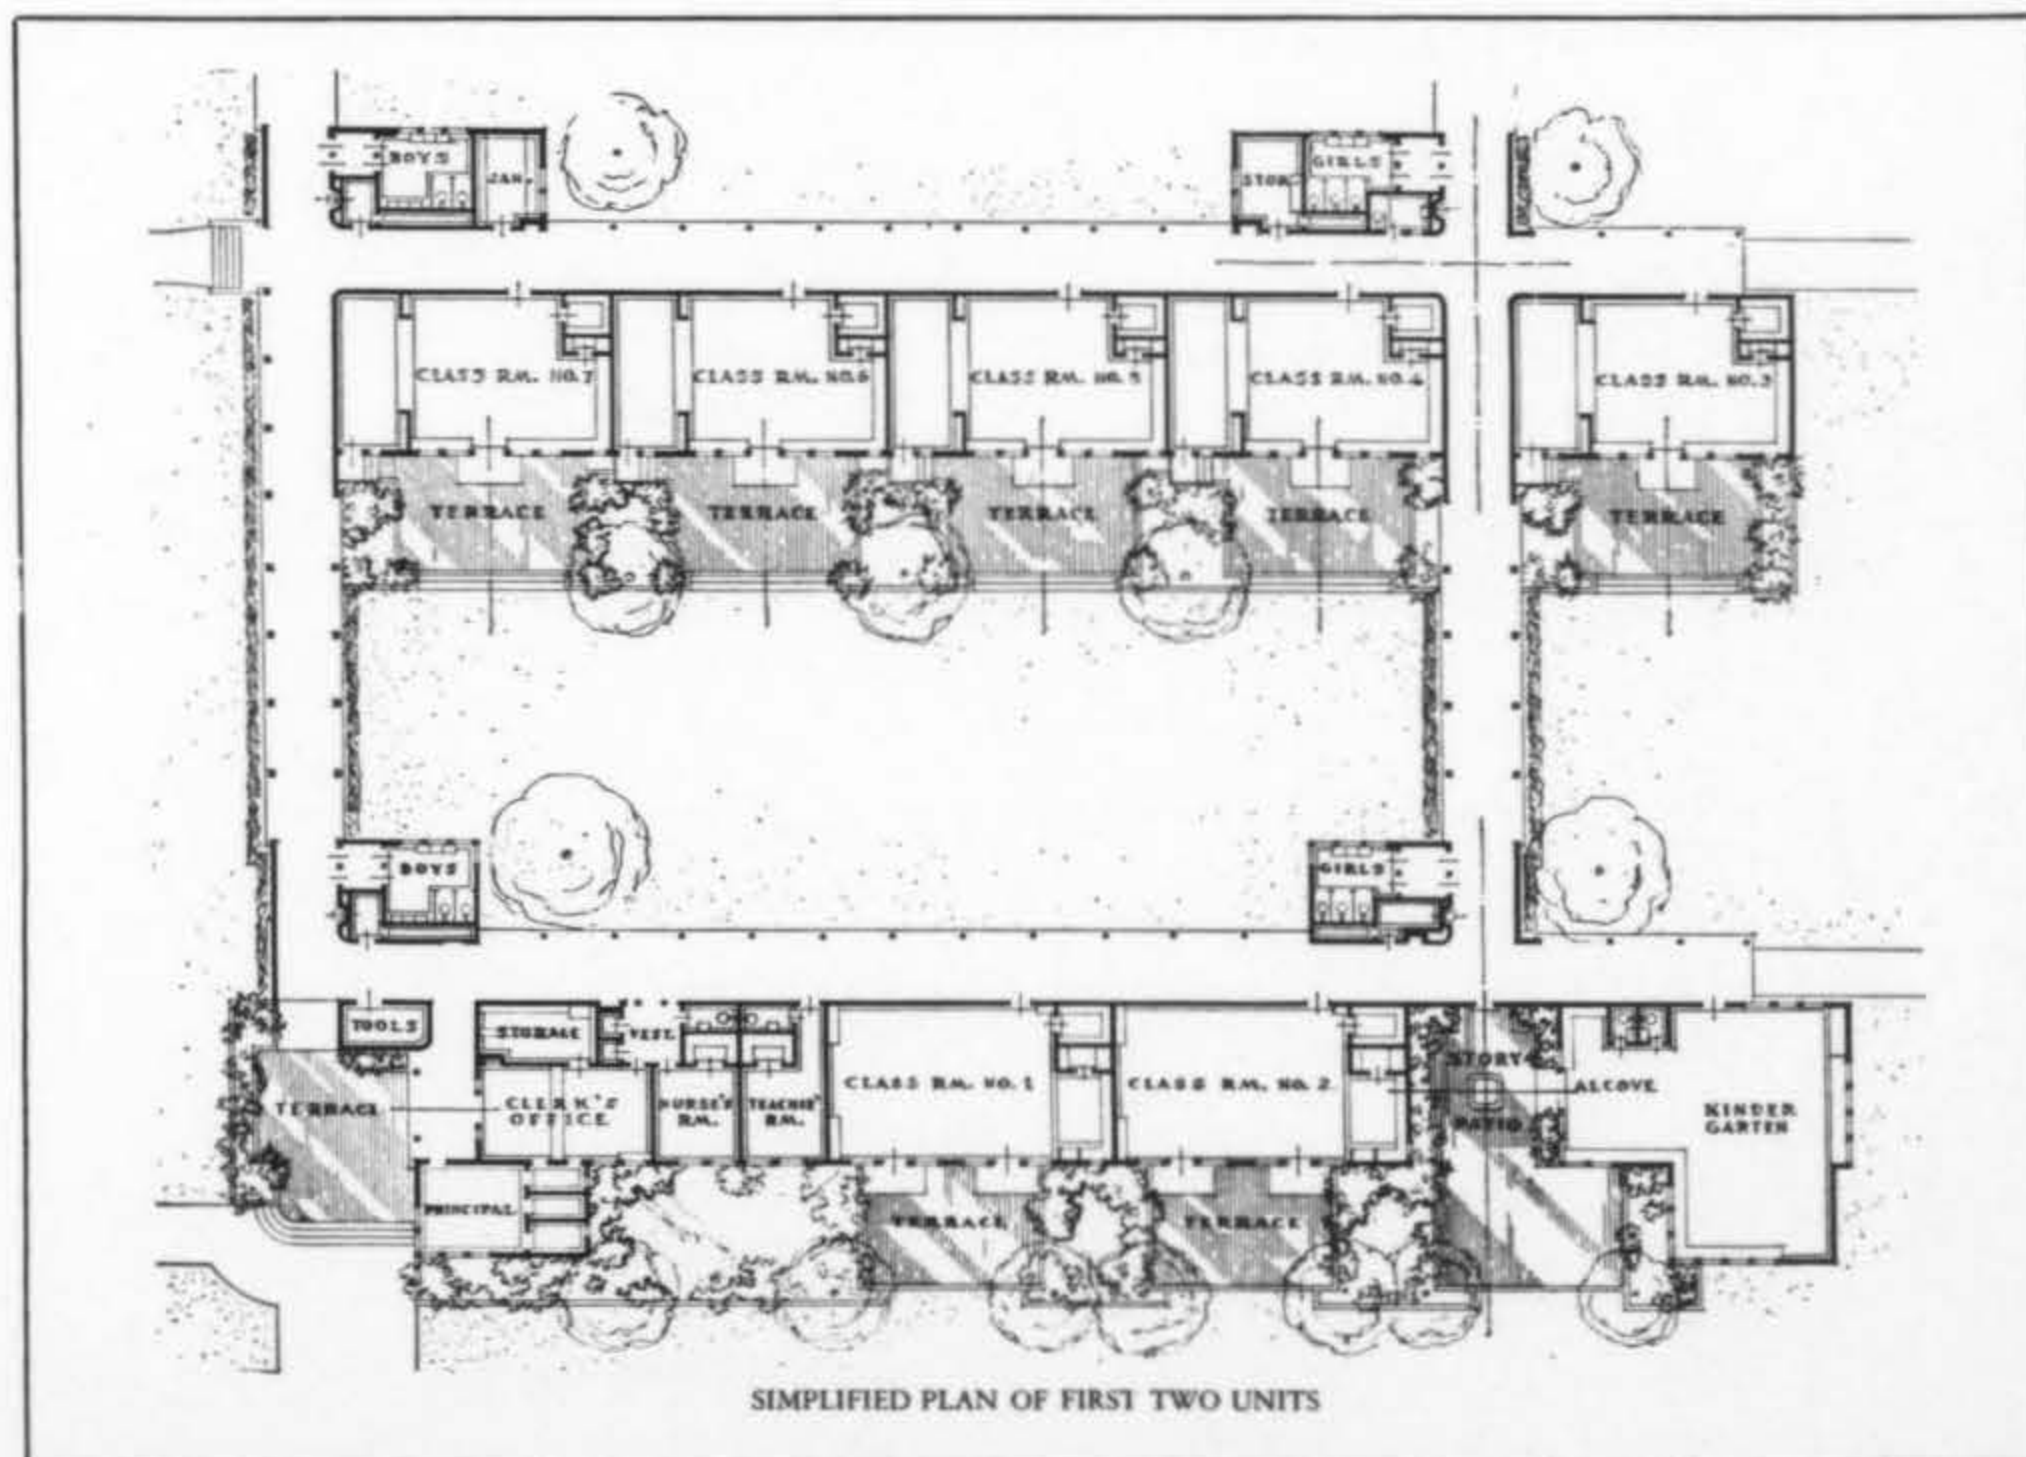 BOYS
JAN.
STOR.
GIRLS
CLASS RM. NO. 7
CLASS RM. NO. 6
CLASS RM. NO. 5
CLASS RM. NO. 4
CLASS RM. NO. 3
TERRACE
TERRACE
TERRACE
TERRACE
TERRACE
BOYS
GIRLS
TOOLS
STORAGE
VEST.
TERRACE
CLERK'S
OFFICE
NURSE'S
RM.
TEACHER'S
RM.
CLASS RM. NO. 1
CLASS RM. NO. 2
STORY
PATIO
ALCOVE
KINDER
GARTEN
PRINCIPAL
TERRACE
TERRACE
SIMPLIFIED PLAN OF FIRST TWO UNITS